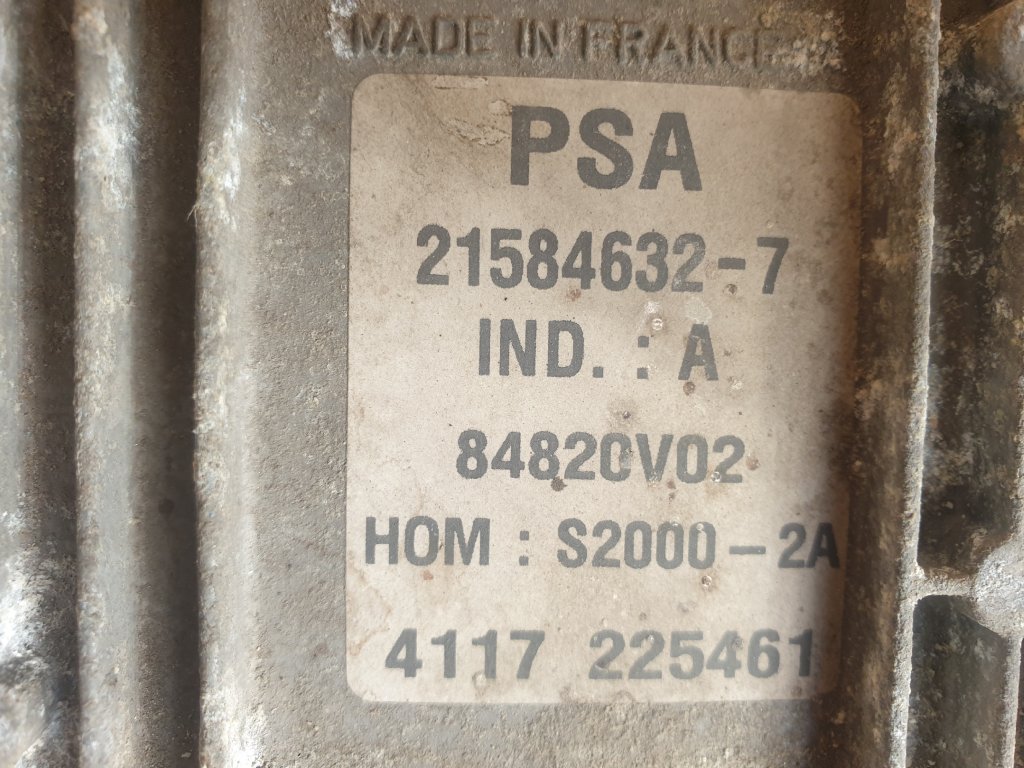 MADE IN FRANCE
PSA
21584632-7
IND. : A
84820V02
HOM : S2000-2A
4117 225461